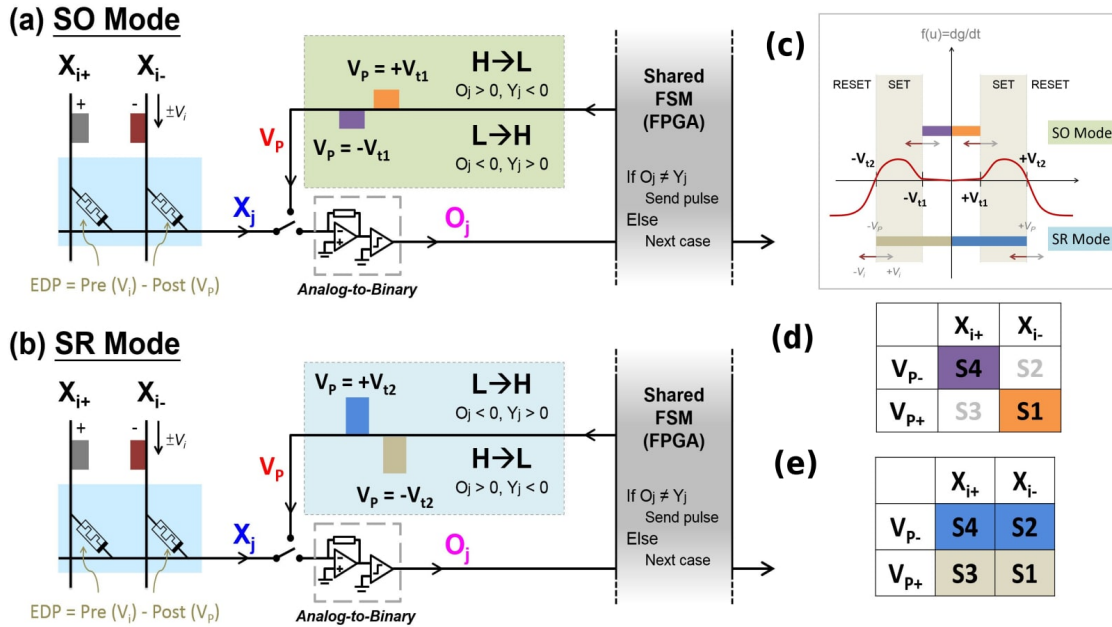 (a) SO Mode
Xi+ Xi-
+ - ±Vi
VP = +Vt1
H→L
Oj > 0, Yj < 0
L→H
Oj < 0, Yj > 0
VP = -Vt1
VP
Xj
Oj
EDP = Pre (Vi) - Post (VP)
Analog-to-Binary
Shared
FSM
(FPGA)
If Oj ≠ Yj
Send pulse
Else
Next case
(b) SR Mode
Xi+ Xi-
+ - ±Vi
VP = +Vt2
L→H
Oj < 0, Yj > 0
H→L
Oj > 0, Yj < 0
VP = -Vt2
VP
Xj
Oj
EDP = Pre (Vi) - Post (VP)
Analog-to-Binary
Shared
FSM
(FPGA)
If Oj ≠ Yj
Send pulse
Else
Next case
(c)
f(u)=dg/dt
RESET SET SET RESET
SO Mode
-Vt2 +Vt2
-Vt1 +Vt1
-VP +VP
SR Mode
-Vi +Vi
(d)
Xi+ Xi-
VP- S4 S2
VP+ S3 S1
(e)
Xi+ Xi-
VP- S4 S2
VP+ S3 S1